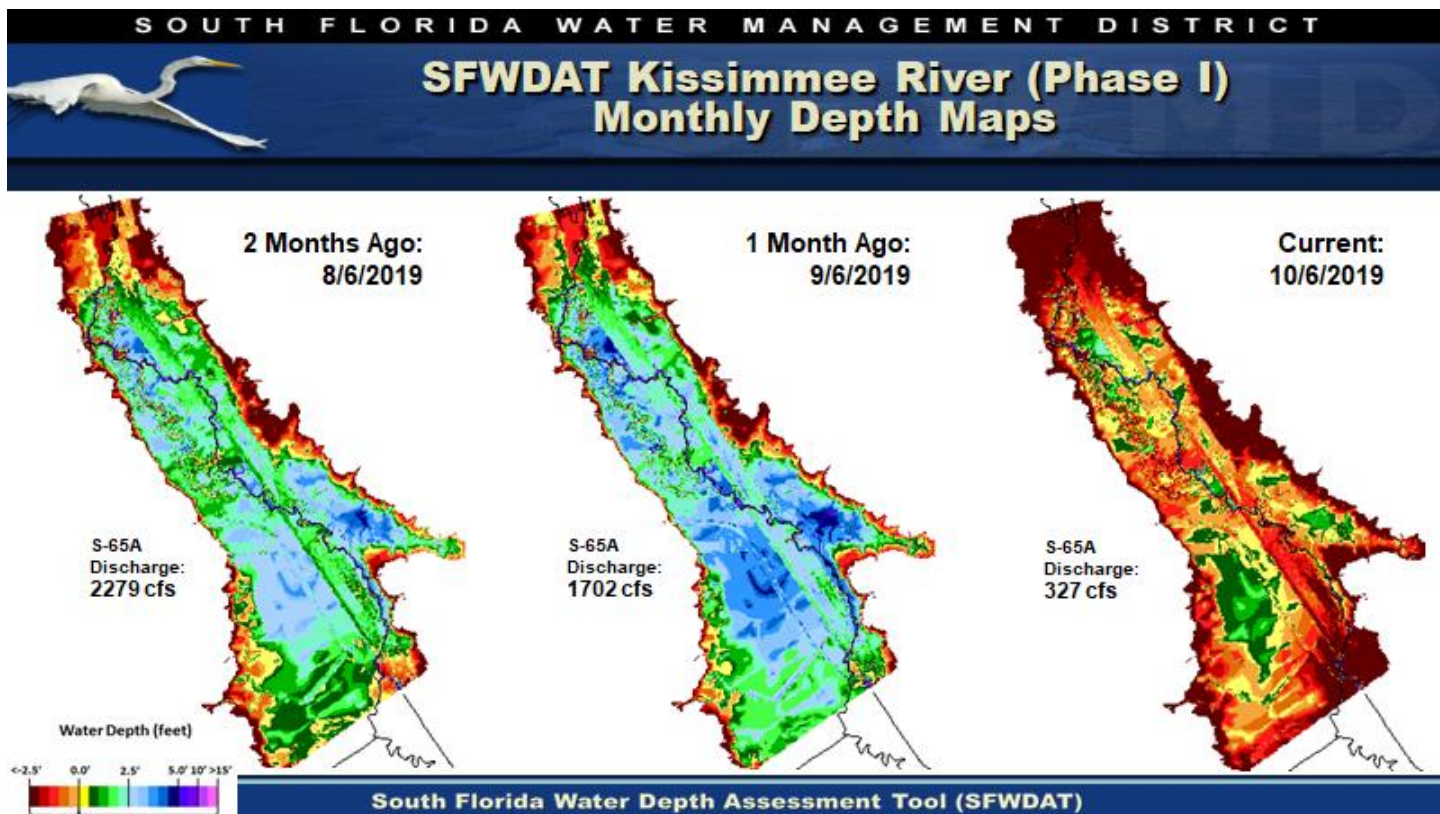 SOUTH FLORIDA WATER MANAGEMENT DISTRICT
SFWDAT Kissimmee River (Phase I)
Monthly Depth Maps
2 Months Ago:
8/6/2019
S-65A
Discharge:
2279 cfs
1 Month Ago:
9/6/2019
S-65A
Discharge:
1702 cfs
Current:
10/6/2019
S-65A
Discharge:
327 cfs
Water Depth (feet)
<-2.5' 0.0' 2.5' 5.0' 10' >15'
South Florida Water Depth Assessment Tool (SFWDAT)